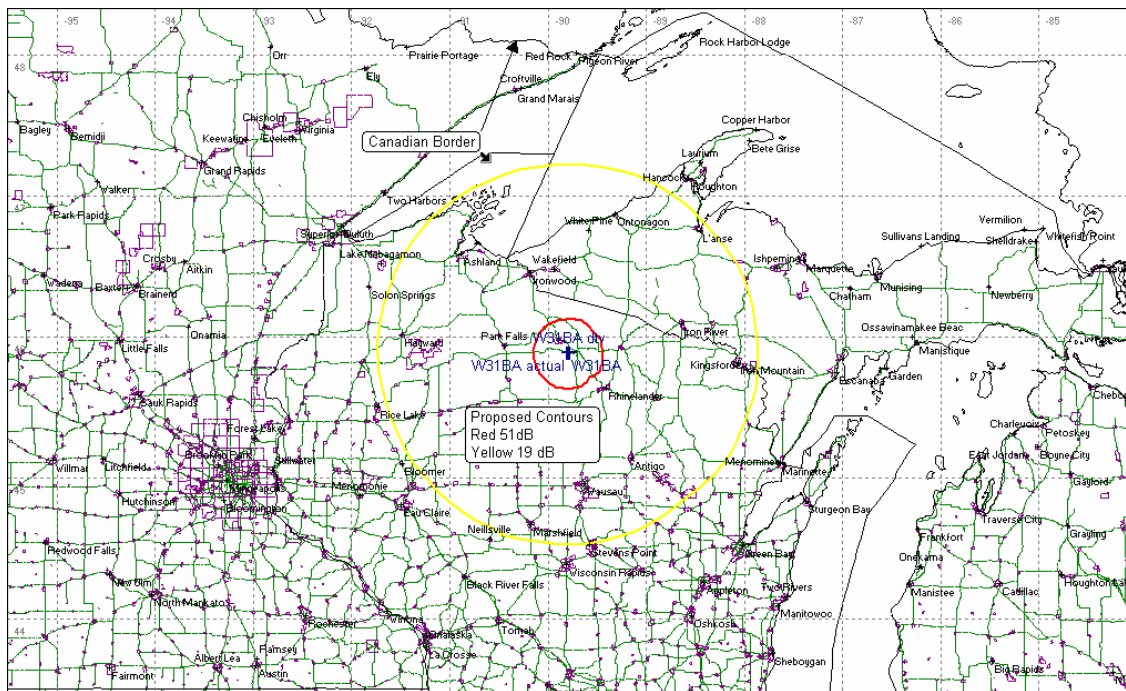 -95 -94 -93 -92 -91 -90 -89 -88 -87 -86 -85
Rock Harbor Lodge
Orr Prairie Portage Red Rock
Pigeon River
48
Ely Croftville
Grand Marais
Bagley Bemidji Chisholm Virginia
Keewatin Eveleth
Copper Harbor
Canadian Border
Bete Grise
Laurium
Grand Rapids
Hancock
Houghton
Walker
Two Harbors
47
Park Rapids
White Pine Ontonagon
Vermilion
Superior Duluth
L'anse
Sullivans Landing Shelldrake Whitefish Point
Lake Nebagamon
Ashland Wakefield
Ishpeming
Marquette
Crosby Aitkin
Ironwood
Wadena Baxter Brainerd
Solon Springs
Munising
Chatham Newberry
Onamia
Iron River
Ossawinamakee Beac
Little Falls
46
Hayward
Park Falls W31BA dtv
Manistique
W31BA actual W31BA
Kingsford Iron Mountain
Escanaba Garden
Sauk Rapids
Rice Lake
Rhinelander
Proposed Contours
Red 51dB
Yellow 19 dB
Forest Lake
Charlevoix
Petoskey
Brooklyn Park Stillwater
Willmar Litchfield
Bloomer
Antigo
Menominee
Marinette
East Jordan Boyne City
45
Minneapolis
Menomonie
Wausau
Gaylord
Hutchinson
Bloomington
Eau Claire
Sturgeon Bay
Traverse City
Neillsville Marshfield
Frankfort
Grayling
Redwood Falls
Stevens Point
Green Bay
Onekama
Wisconsin Rapids
New Ulm
Black River Falls
Appleton
Two Rivers
Manistee
Cadillac
North Mankato
Manitowoc
44
Rochester
Winona
Onalaska
Tomah
Oshkosh
La Crosse
Ramsey
Sheboygan
Albert Lea
Fairmont Austin
Big Rapids